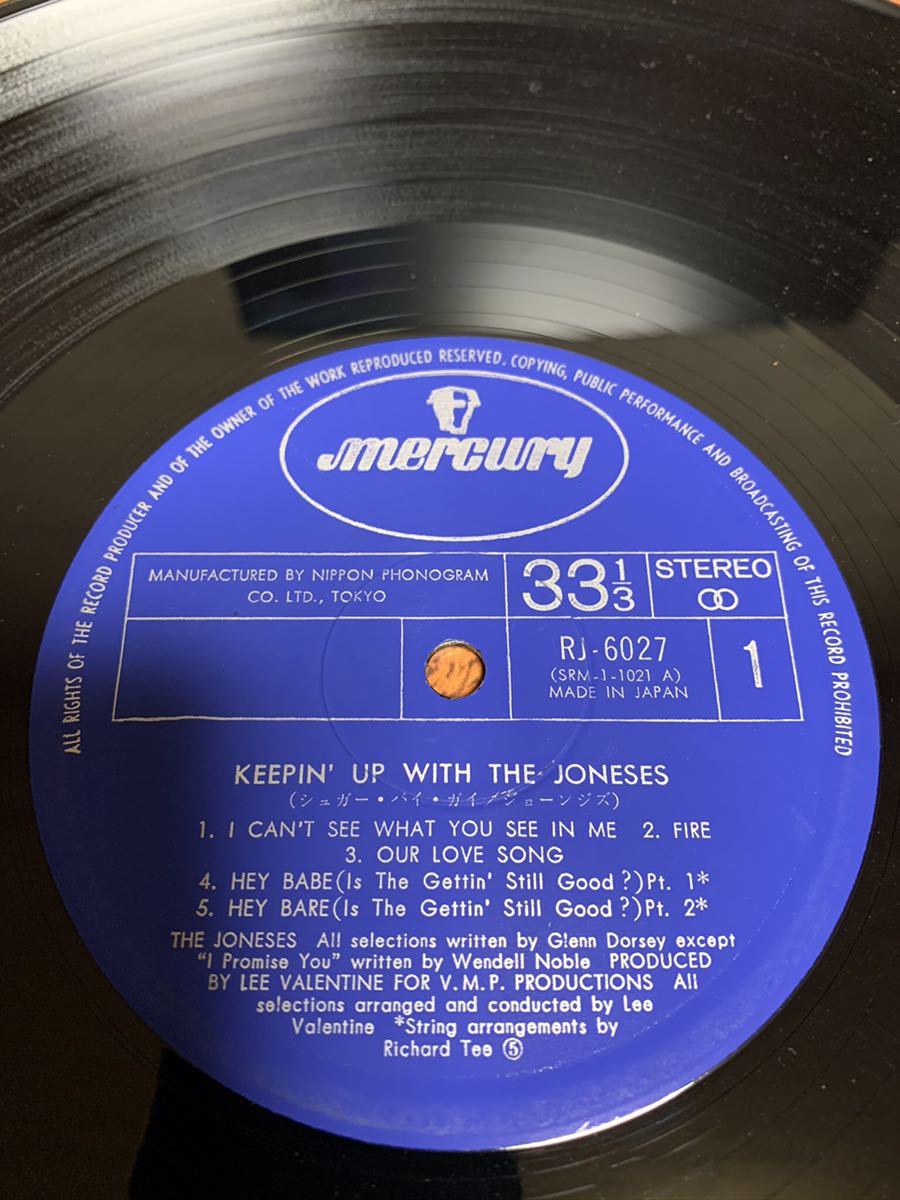 ALL RIGHTS OF THE RECORD PRODUCER AND OF THE OWNER OF THE WORK REPRODUCED RESERVED. COPYING, PUBLIC PERFORMANCE AND BROADCASTING OF THIS RECORD PROHIBITED
mercury
MANUFACTURED BY NIPPON PHONOGRAM
CO. LTD., TOKYO
33 1/3
STEREO
RJ-6027
(SRM-1-1021 A)
MADE IN JAPAN
1
KEEPIN' UP WITH THE JONESES
(シュガー・パイ・ガイ/ジョーンジズ)
1. I CAN'T SEE WHAT YOU SEE IN ME 2. FIRE
3. OUR LOVE SONG
4. HEY BABE(Is The Gettin' Still Good?)Pt. 1*
5. HEY BARE(Is The Gettin' Still Good?)Pt. 2*
THE JONESES All selections written by Glenn Dorsey except
"I Promise You" written by Wendell Noble PRODUCED
BY LEE VALENTINE FOR V.M.P. PRODUCTIONS All
selections arranged and conducted by Lee
Valentine *String arrangements by
Richard Tee ⑤